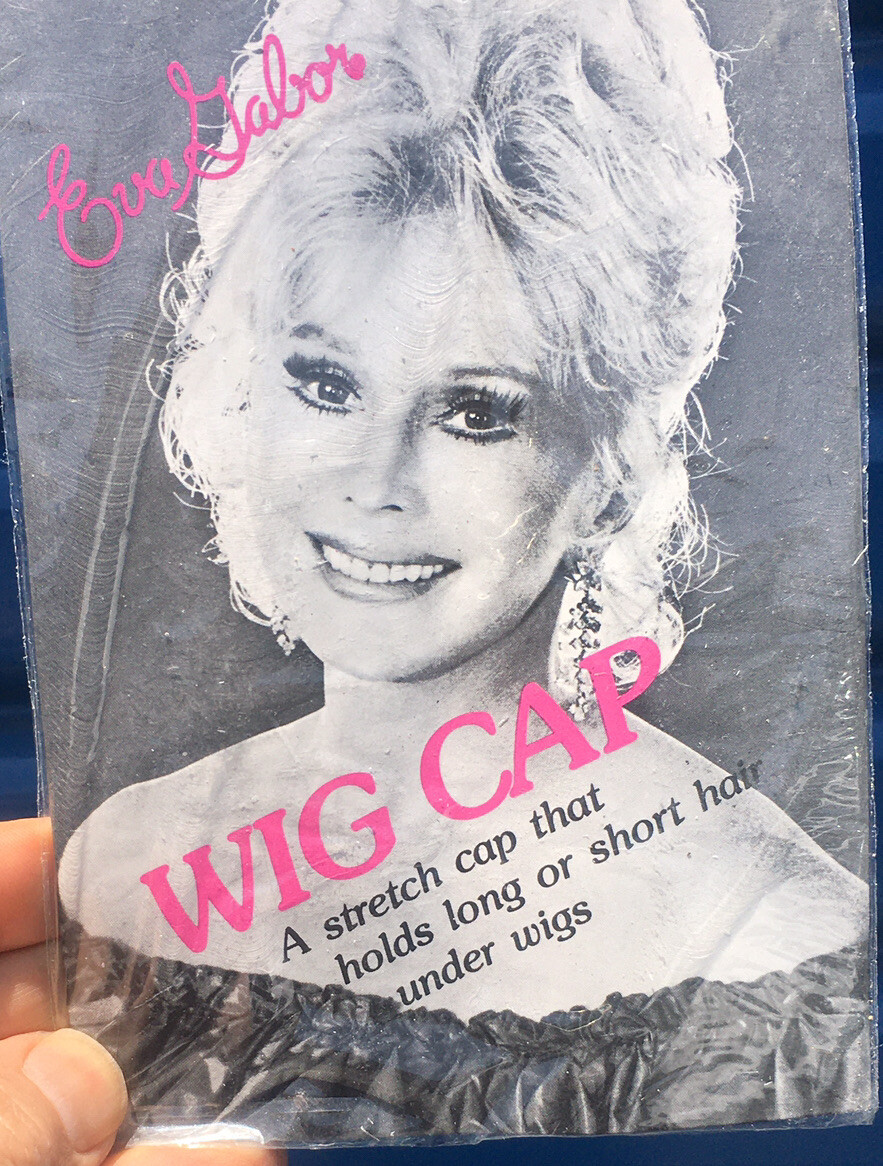 Eva Gabor
WIG CAP
A stretch cap that
holds long or short hair
under wigs